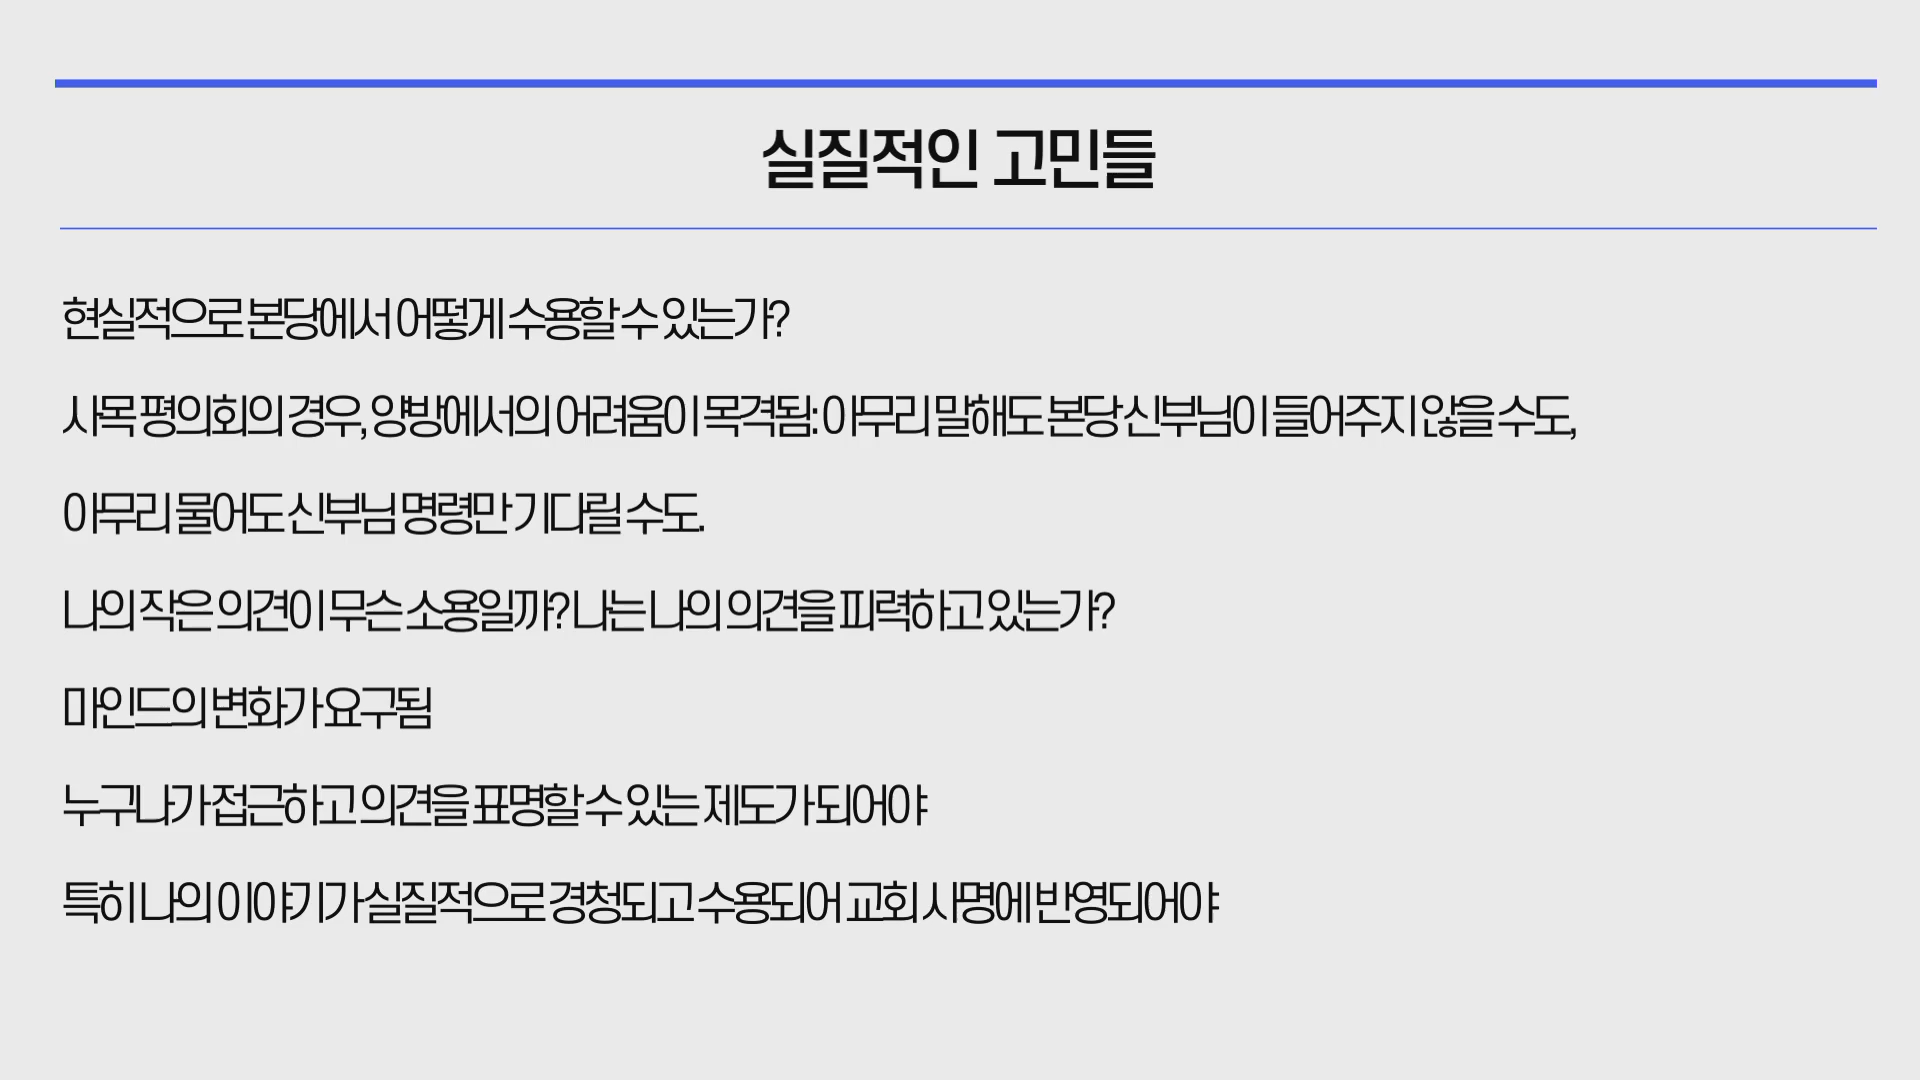 실질적인 고민들
현실적으로 본당에서 어떻게 수용할 수 있는가?
사목 평의회의 경우, 양방에서의 어려움이 목격됨: 아무리 말해도 본당 신부님이 들어주지 않을 수도,
아무리 물어도 신부님 명령만 기다릴 수도.
나의 작은 의견이 무슨 소용일까? 나는 나의 의견을 피력하고 있는가?
마인드의 변화가 요구됨
누구나가 접근하고 의견을 표명할 수 있는 제도가 되어야
특히 나의 이야기가 실질적으로 경청되고 수용되어 교회 사명에 반영되어야